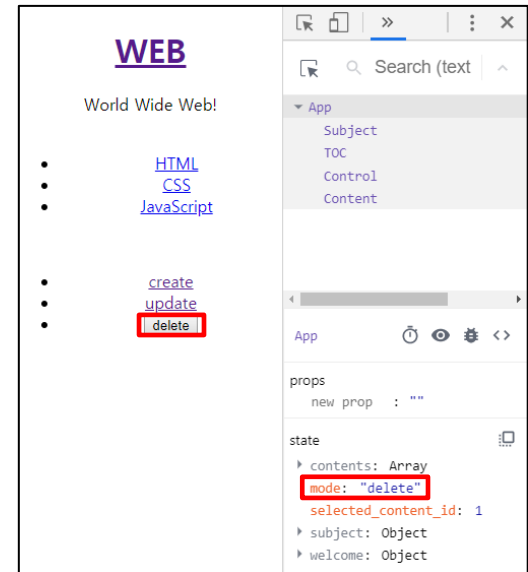 WEB
World Wide Web!
HTML
CSS
JavaScript
create
update
delete
»
Search (text
App
Subject
TOC
Control
Content
App
props
new prop : ""
state
contents: Array
mode: "delete"
selected_content_id: 1
subject: Object
welcome: Object